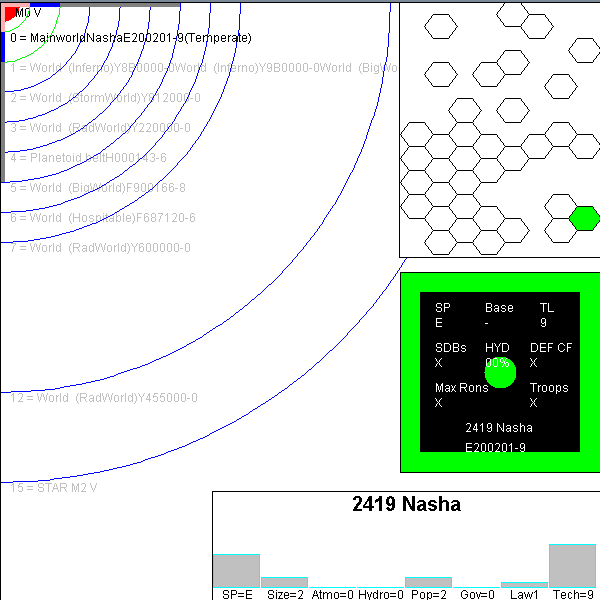 M0 V
0 = MainworldNashaE200201-9(Temperate)
1 = World (Inferno)Y8B0000-0World (Inferno)Y9B0000-0World (BigWo
2 = World (StormWorld)Y612000-0
3 = World (RadWorld)Y220000-0
4 = Planetoid beltH000143-6
5 = World (BigWorld)F900166-8
6 = World (Hospitable)F687120-6
7 = World (RadWorld)Y600000-0
12 = World (RadWorld)Y455000-0
15 = STAR M2 V
SP Base TL
E - 9
SDBs HYD DEF CF
X 00% X
Max Rons Troops
X X
2419 Nasha
E200201-9
2419 Nasha
SP=E Size=2 Atmo=0 Hydro=0 Pop=2 Gov=0 Law1 Tech=9